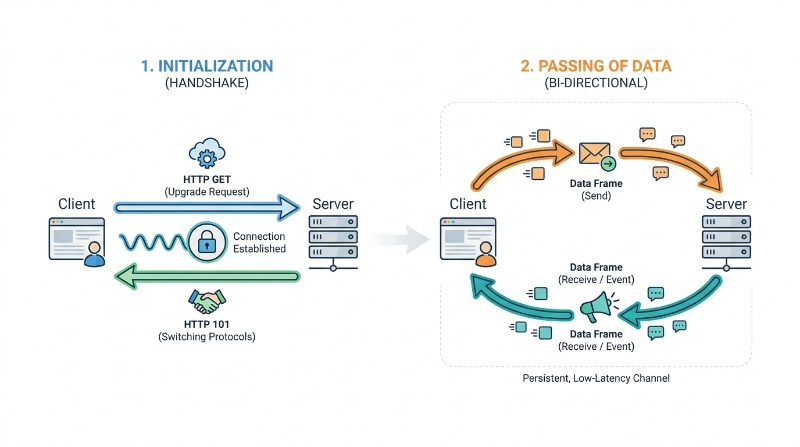 1. INITIALIZATION
(HANDSHAKE)
HTTP GET
(Upgrade Request)
Client
Server
Connection
Established
HTTP 101
(Switching Protocols)
2. PASSING OF DATA
(BI-DIRECTIONAL)
Data Frame
(Send)
Client
Server
Data Frame
(Receive / Event)
Data Frame
(Receive / Event)
Persistent, Low-Latency Channel